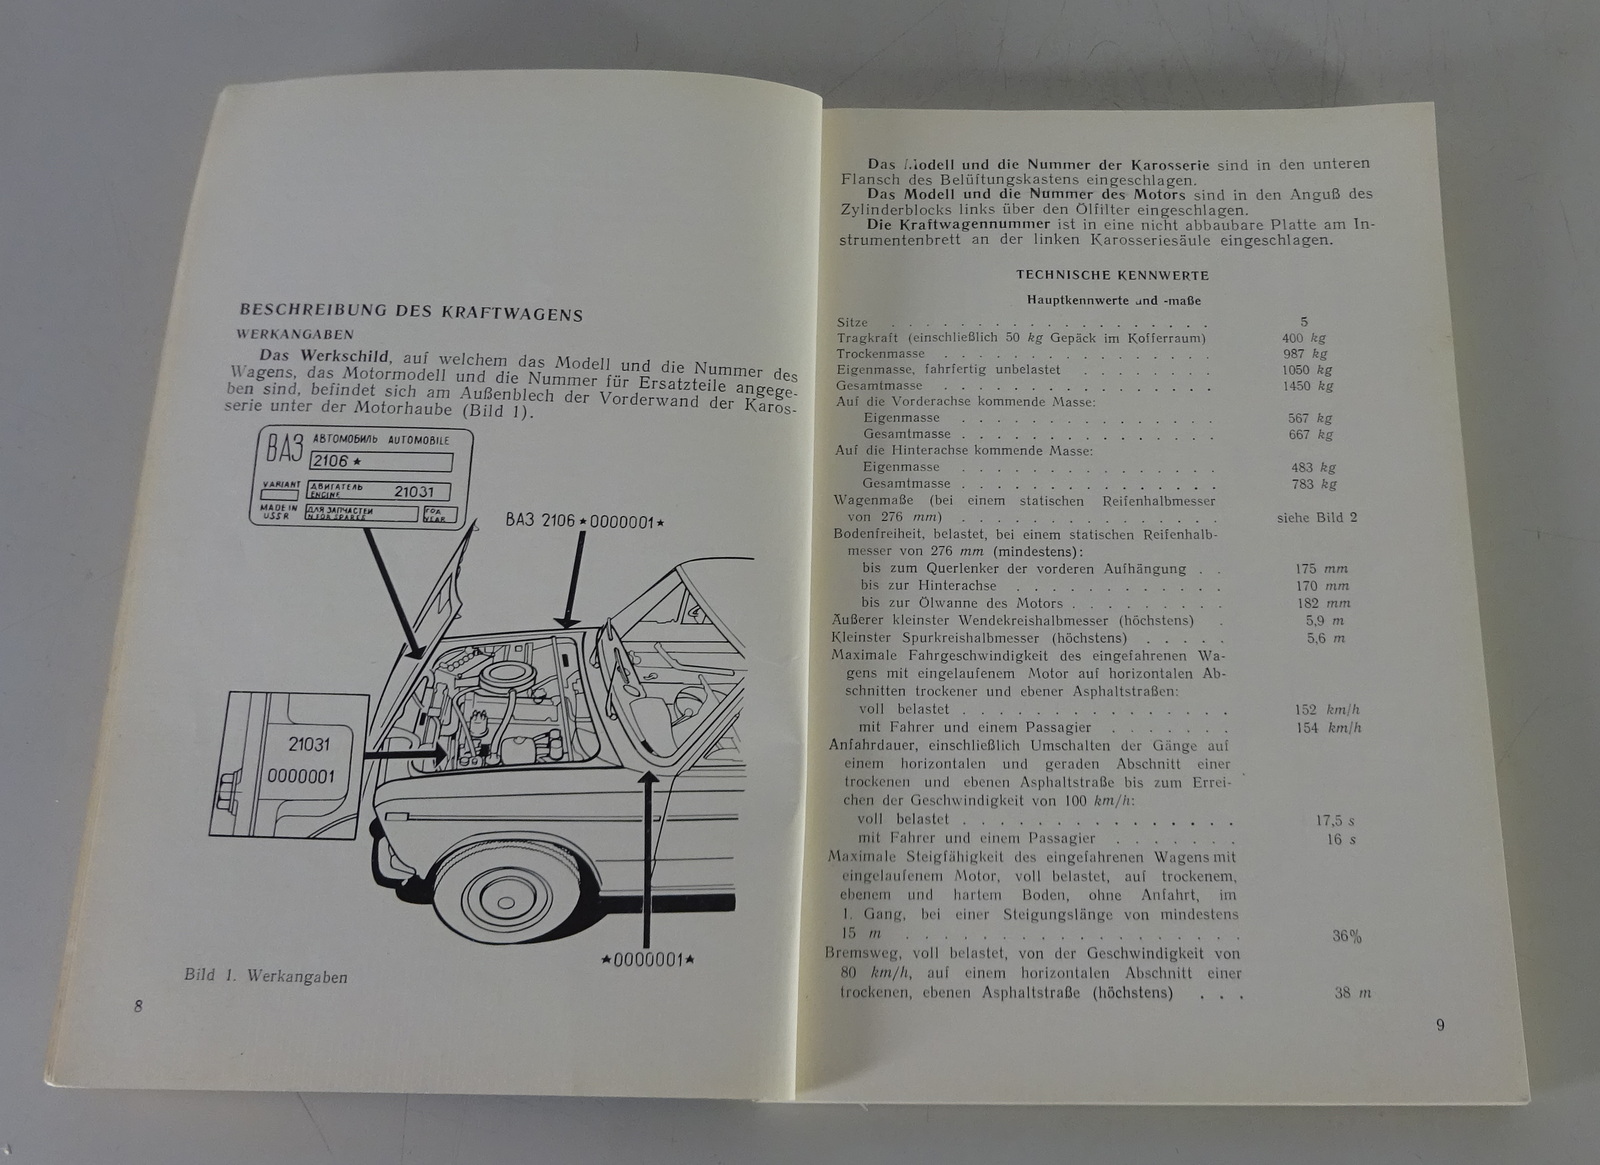 BESCHREIBUNG DES KRAFTWAGENS
WERKANGABEN
Das Werkschild, auf welchem das Modell und die Nummer des
Wagens, das Motormodell und die Nummer für Ersatzteile angege-
ben sind, befindet sich am Außenblech der Vorderwand der Karos-
serie unter der Motorhaube (Bild 1).
ВАЗ АВТОМОБИЛЬ AUTOMOBILE
2106 ★
VARIANT ДВИГАТЕЛЬ
ENGINE 21031
MADE IN ДЛЯ ЗАПЧАСТЕЙ FOR
USSR N FOR SPARES YEAR
ВАЗ 2106 ★0000001★
21031
0000001
★0000001★
Bild 1. Werkangaben
8
Das Modell und die Nummer der Karosserie sind in den unteren
Flansch des Belüftungskastens eingeschlagen.
Das Modell und die Nummer des Motors sind in den Anguß des
Zylinderblocks links über den Ölfilter eingeschlagen.
Die Kraftwagennummer ist in eine nicht abbaubare Platte am In-
strumentenbrett an der linken Karosseriesäule eingeschlagen.
TECHNISCHE KENNWERTE
Hauptkennwerte und -maße
Sitze . . . . . . . . . . . . . . . . . . 5
Tragkraft (einschließlich 50 kg Gepäck im Kofferraum) 400 kg
Trockenmasse . . . . . . . . . . . . . . . 987 kg
Eigenmasse, fahrfertig unbelastet . . . . . . . . 1050 kg
Gesamtmasse . . . . . . . . . . . . . . . . 1450 kg
Auf die Vorderachse kommende Masse:
Eigenmasse . . . . . . . . . . . . . . 567 kg
Gesamtmasse . . . . . . . . . . . . . . 667 kg
Auf die Hinterachse kommende Masse:
Eigenmasse . . . . . . . . . . . . . . 483 kg
Gesamtmasse . . . . . . . . . . . . . . 783 kg
Wagenmaße (bei einem statischen Reifenhalbmesser
von 276 mm) . . . . . . . . . . . . . . . siehe Bild 2
Bodenfreiheit, belastet, bei einem statischen Reifenhalb-
messer von 276 mm (mindestens):
bis zum Querlenker der vorderen Aufhängung . . 175 mm
bis zur Hinterachse . . . . . . . . . . . . 170 mm
bis zur Ölwanne des Motors . . . . . . . . . 182 mm
Äußerer kleinster Wendekreishalbmesser (höchstens) . 5,9 m
Kleinster Spurkreishalbmesser (höchstens) . . . . . 5,6 m
Maximale Fahrgeschwindigkeit des eingefahrenen Wa-
gens mit eingelaufenem Motor auf horizontalen Ab-
schnitten trockener und ebener Asphaltstraßen:
voll belastet . . . . . . . . . . . . . . . 152 km/h
mit Fahrer und einem Passagier . . . . . . . 154 km/h
Anfahrdauer, einschließlich Umschalten der Gänge auf
einem horizontalen und geraden Abschnitt einer
trockenen und ebenen Asphaltstraße bis zum Errei-
chen der Geschwindigkeit von 100 km/h:
voll belastet . . . . . . . . . . . . . . . 17,5 s
mit Fahrer und einem Passagier . . . . . . . 16 s
Maximale Steigfähigkeit des eingefahrenen Wagens mit
eingelaufenem Motor, voll belastet, auf trockenem,
ebenem und hartem Boden, ohne Anfahrt, im
1. Gang, bei einer Steigungslänge von mindestens
15 m . . . . . . . . . . . . . . . . . . 36%
Bremsweg, voll belastet, von der Geschwindigkeit von
80 km/h, auf einem horizontalen Abschnitt einer
trockenen, ebenen Asphaltstraße (höchstens) . . . 38 m
9